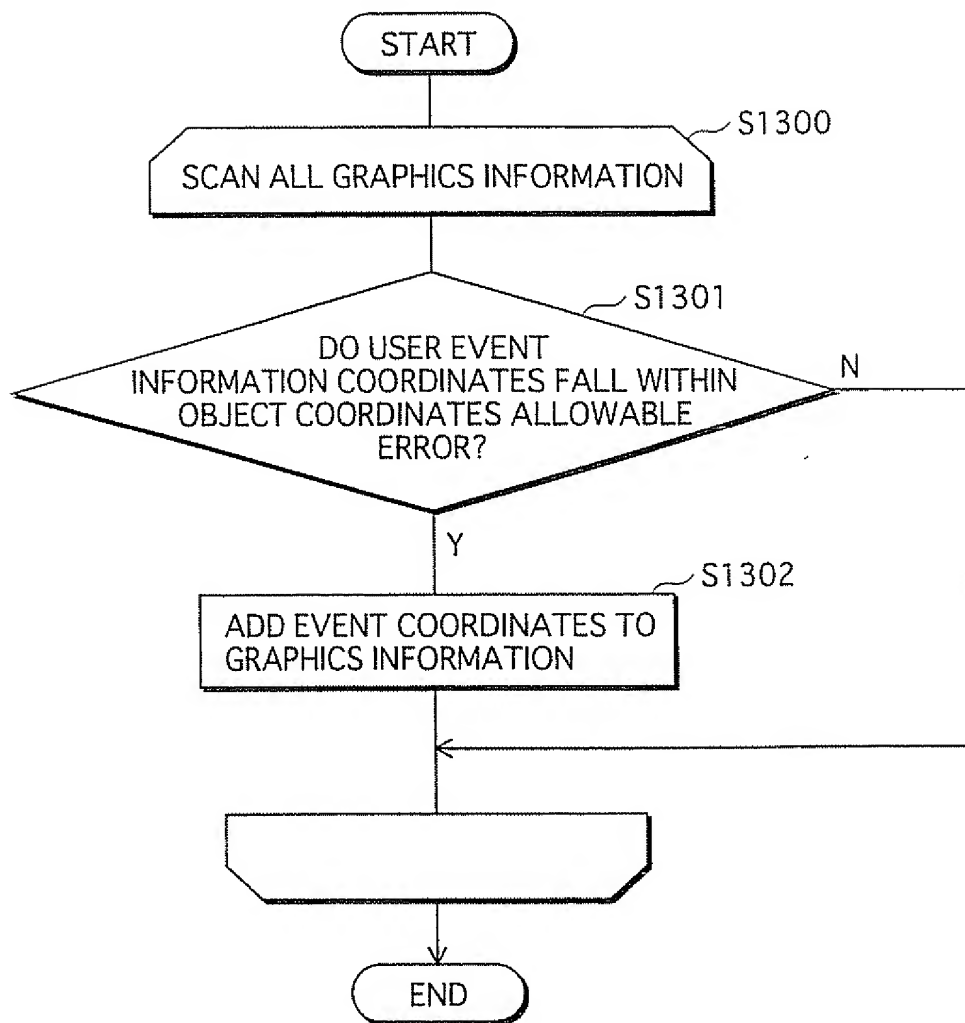 START
S1300
SCAN ALL GRAPHICS INFORMATION
S1301
DO USER EVENT
INFORMATION COORDINATES FALL WITHIN
OBJECT COORDINATES ALLOWABLE
ERROR?
N
Y
S1302
ADD EVENT COORDINATES TO
GRAPHICS INFORMATION
END